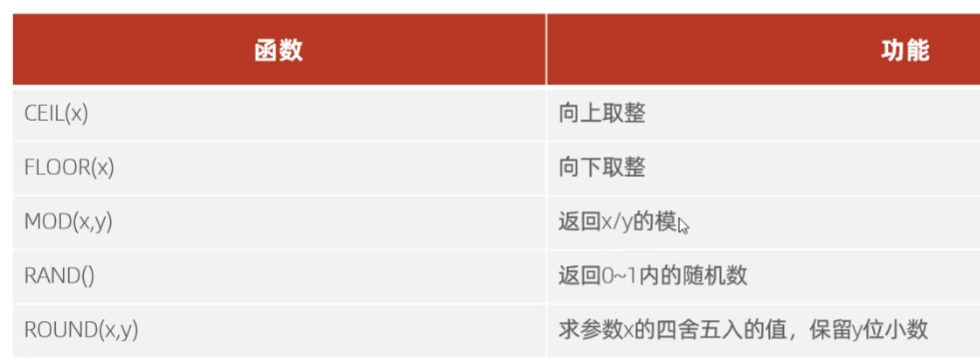 函数 功能
CEIL(x) 向上取整
FLOOR(x) 向下取整
MOD(x,y) 返回x/y的模
RAND() 返回0~1内的随机数
ROUND(x,y) 求参数x的四舍五入的值，保留y位小数